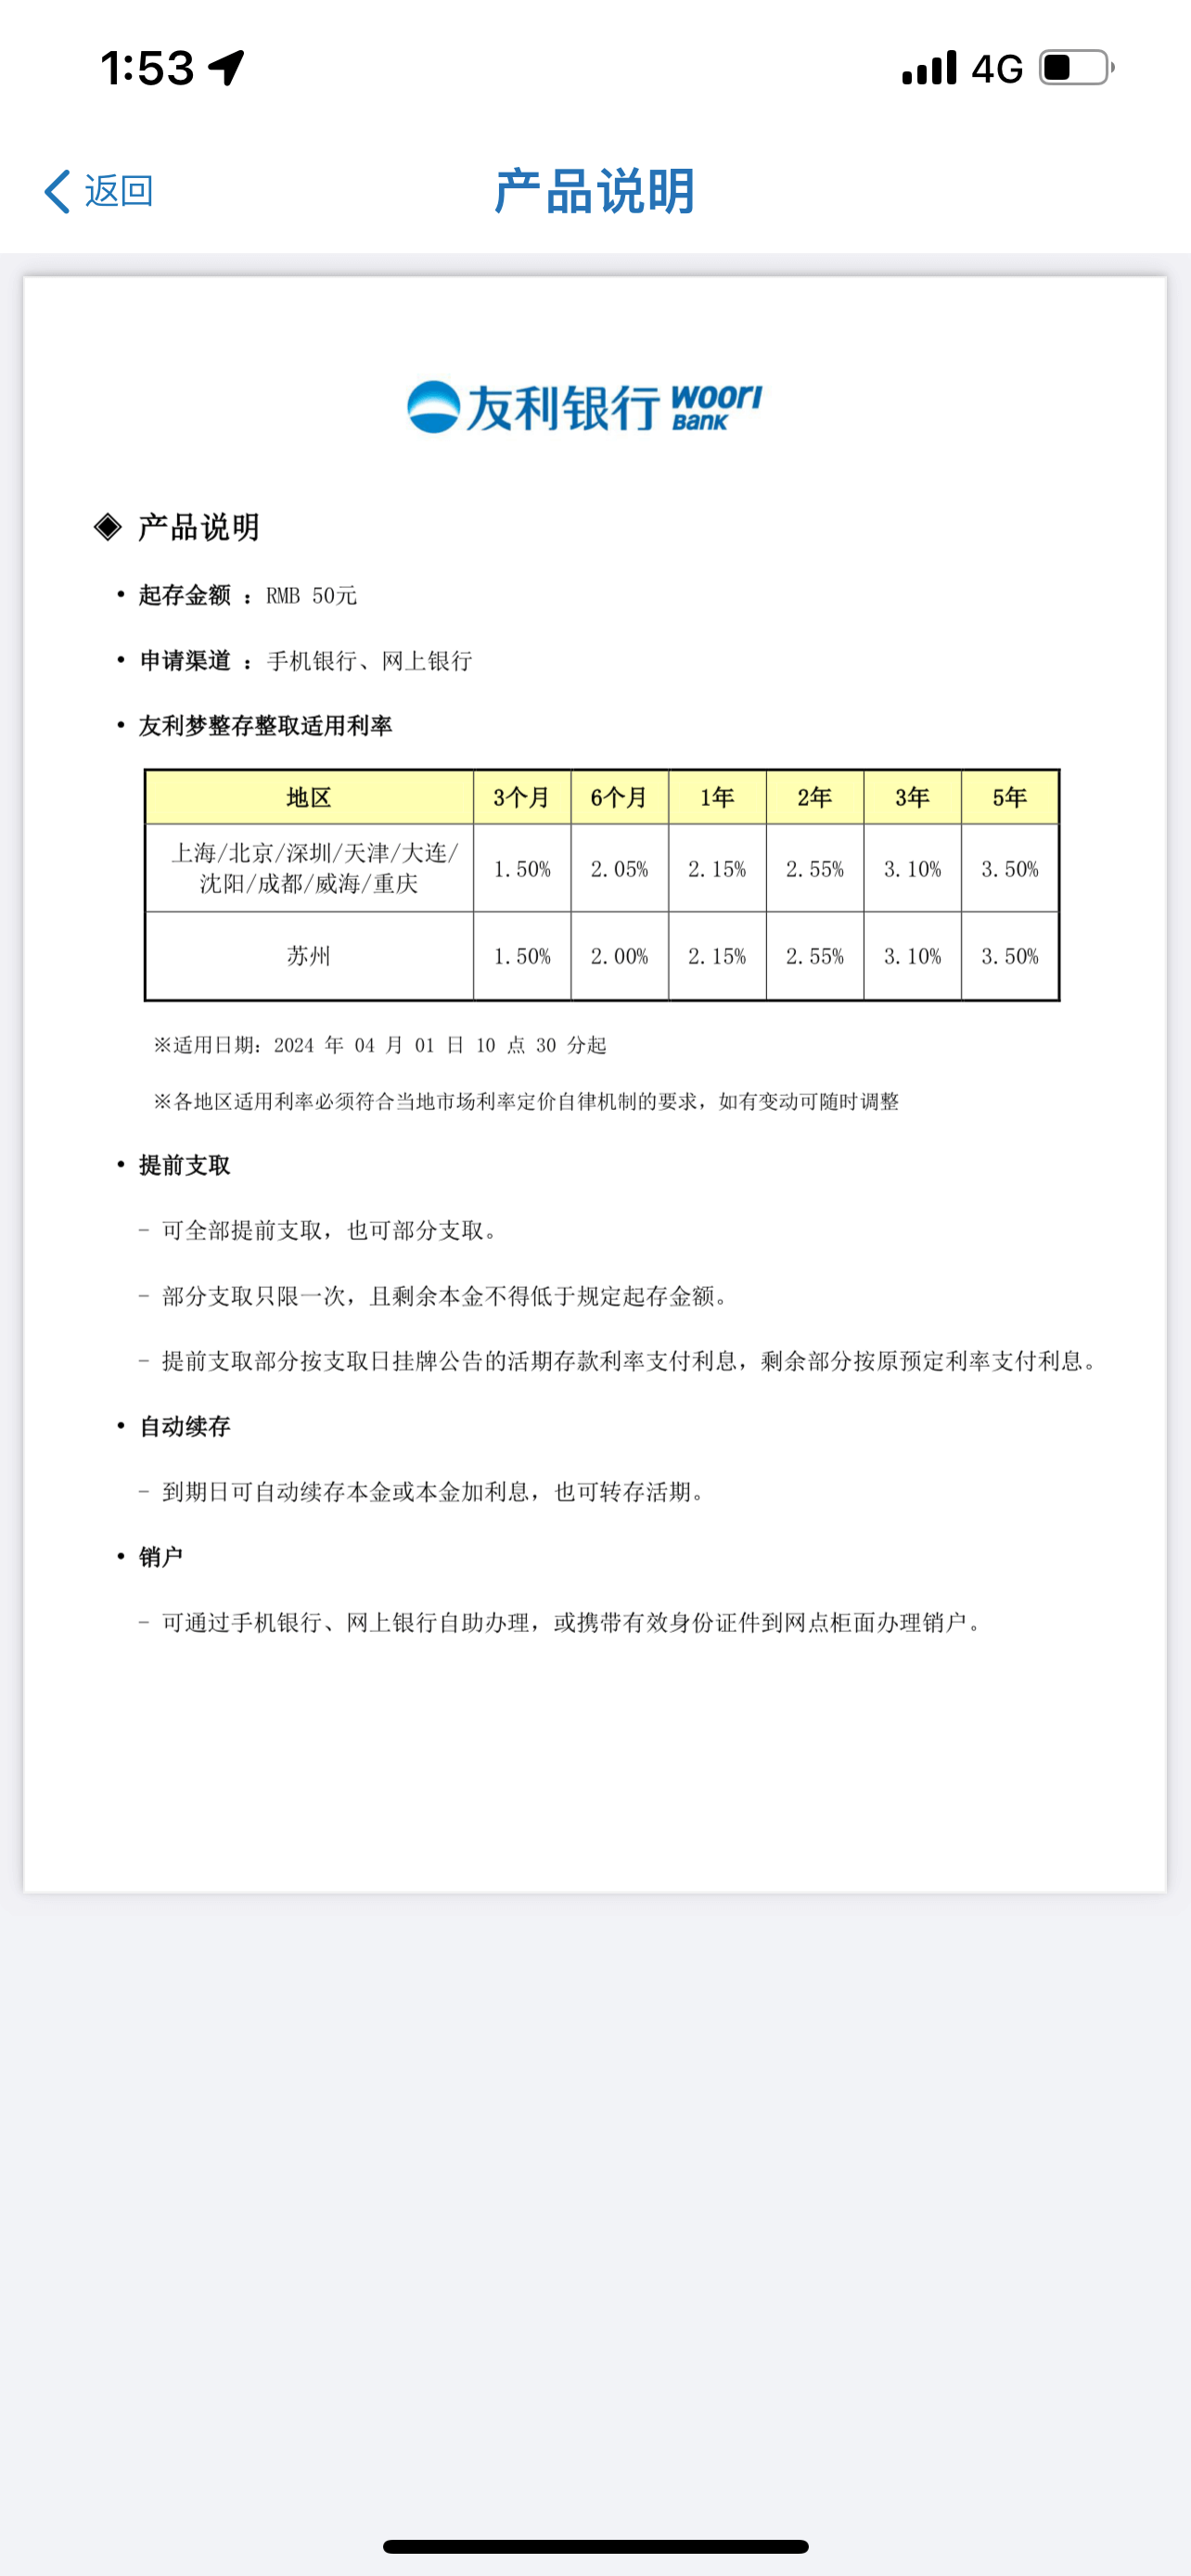 1:53 4G
返回 产品说明
友利银行 WOORI BANK
◈ 产品说明
• 起存金额 : RMB 50元
• 申请渠道 : 手机银行、网上银行
• 友利梦整存整取适用利率
地区 3个月 6个月 1年 2年 3年 5年
上海/北京/深圳/天津/大连/
沈阳/成都/威海/重庆 1.50% 2.05% 2.15% 2.55% 3.10% 3.50%
苏州 1.50% 2.00% 2.15% 2.55% 3.10% 3.50%
※适用日期: 2024 年 04 月 01 日 10 点 30 分起
※各地区适用利率必须符合当地市场利率定价自律机制的要求，如有变动可随时调整
• 提前支取
- 可全部提前支取，也可部分支取。
- 部分支取只限一次，且剩余本金不得低于规定起存金额。
- 提前支取部分按支取日挂牌公告的活期存款利率支付利息，剩余部分按原预定利率支付利息。
• 自动续存
- 到期日可自动续存本金或本金加利息，也可转存活期。
• 销户
- 可通过手机银行、网上银行自助办理，或携带有效身份证件到网点柜面办理销户。